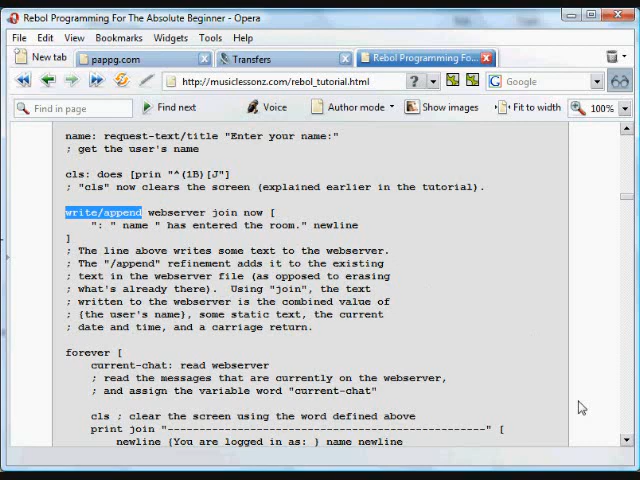 Rebol Programming For The Absolute Beginner - Opera
File Edit View Bookmarks Widgets Tools Help
New tab pappg.com Transfers Rebol Programming Fo...
http://musiclessonz.com/rebol_tutorial.html ? Google
Find in page Find next Voice Author mode Show images Fit to width 100%
name: request-text/title "Enter your name:"
; get the user's name
cls: does [prin "^(1B)[J"]
; "cls" now clears the screen (explained earlier in the tutorial).
write/append webserver join now [
": " name " has entered the room." newline
]
; The line above writes some text to the webserver.
; The "/append" refinement adds it to the existing
; text in the webserver file (as opposed to erasing
; what's already there). Using "join", the text
; written to the webserver is the combined value of
; {the user's name}, some static text, the current
; date and time, and a carriage return.
forever [
current-chat: read webserver
; read the messages that are currently on the webserver,
; and assign the variable word "current-chat"
cls ; clear the screen using the word defined above
print join "--------------------------------------------------" [
newline {You are logged in as: } name newline